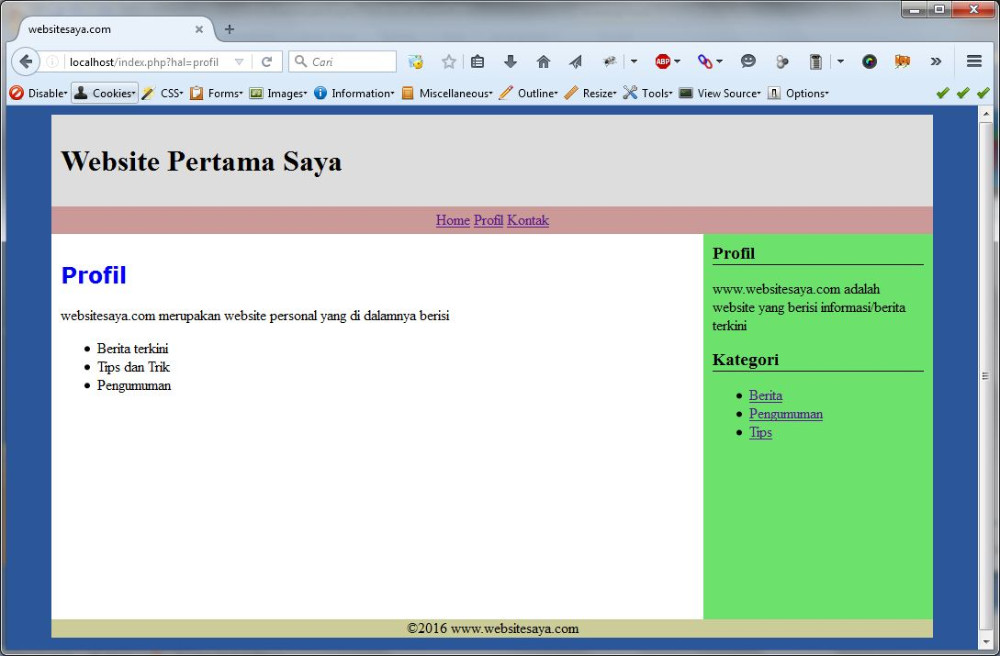 websitesaya.com
localhost/index.php?hal=profil
Cari
ABP
Disable Cookies CSS Forms Images Information Miscellaneous Outline Resize Tools View Source Options
Website Pertama Saya
Home Profil Kontak
Profil
websitesaya.com merupakan website personal yang di dalamnya berisi
Berita terkini
Tips dan Trik
Pengumuman
Profil
www.websitesaya.com adalah
website yang berisi informasi/berita
terkini
Kategori
Berita
Pengumuman
Tips
©2016 www.websitesaya.com